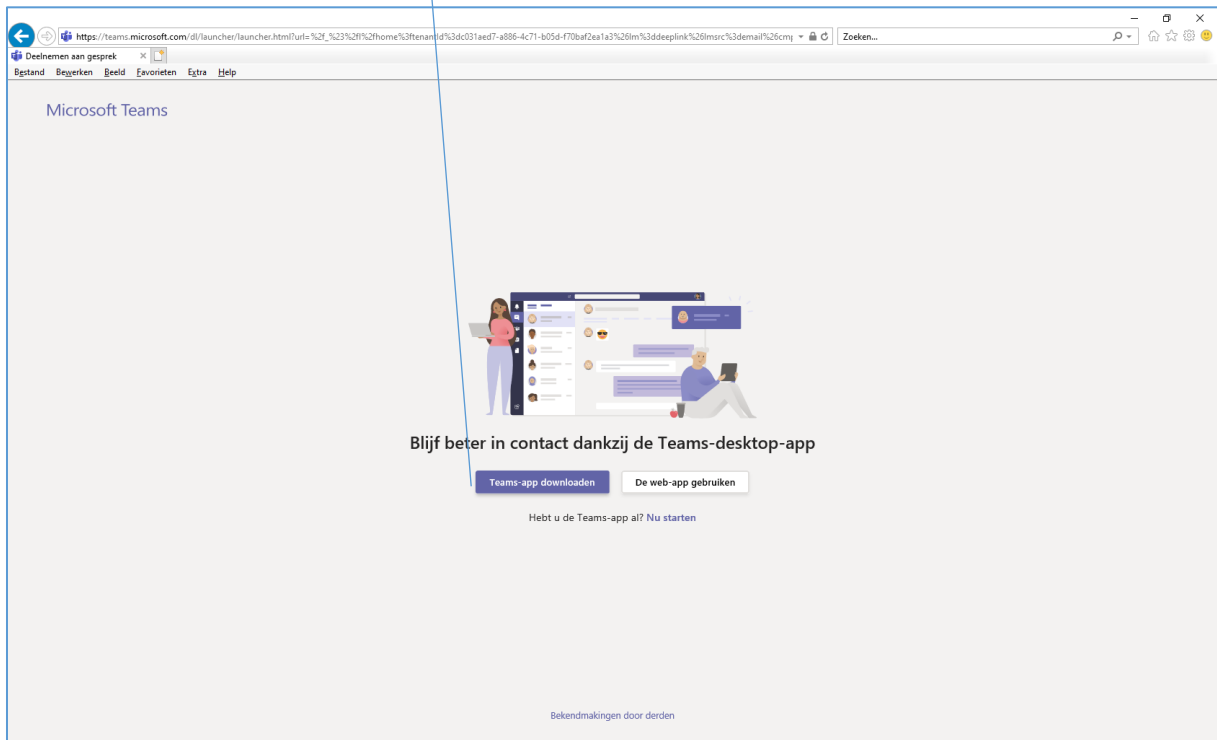 https://teams.microsoft.com/dl/launcher/launcher.html?url=%2f_%23%2fl%2fhome%3ftenantId%3dc031aed7-a886-4c71-b05d-f70baf2ea1a3%26lm%3ddeeplink%26lmsrc%3demail%26cmp Zoeken...
Deelnemen aan gesprek
Bestand Bewerken Beeld Favorieten Extra Help
Microsoft Teams
Blijf beter in contact dankzij de Teams-desktop-app
Teams-app downloaden De web-app gebruiken
Hebt u de Teams-app al? Nu starten
Bekendmakingen door derden